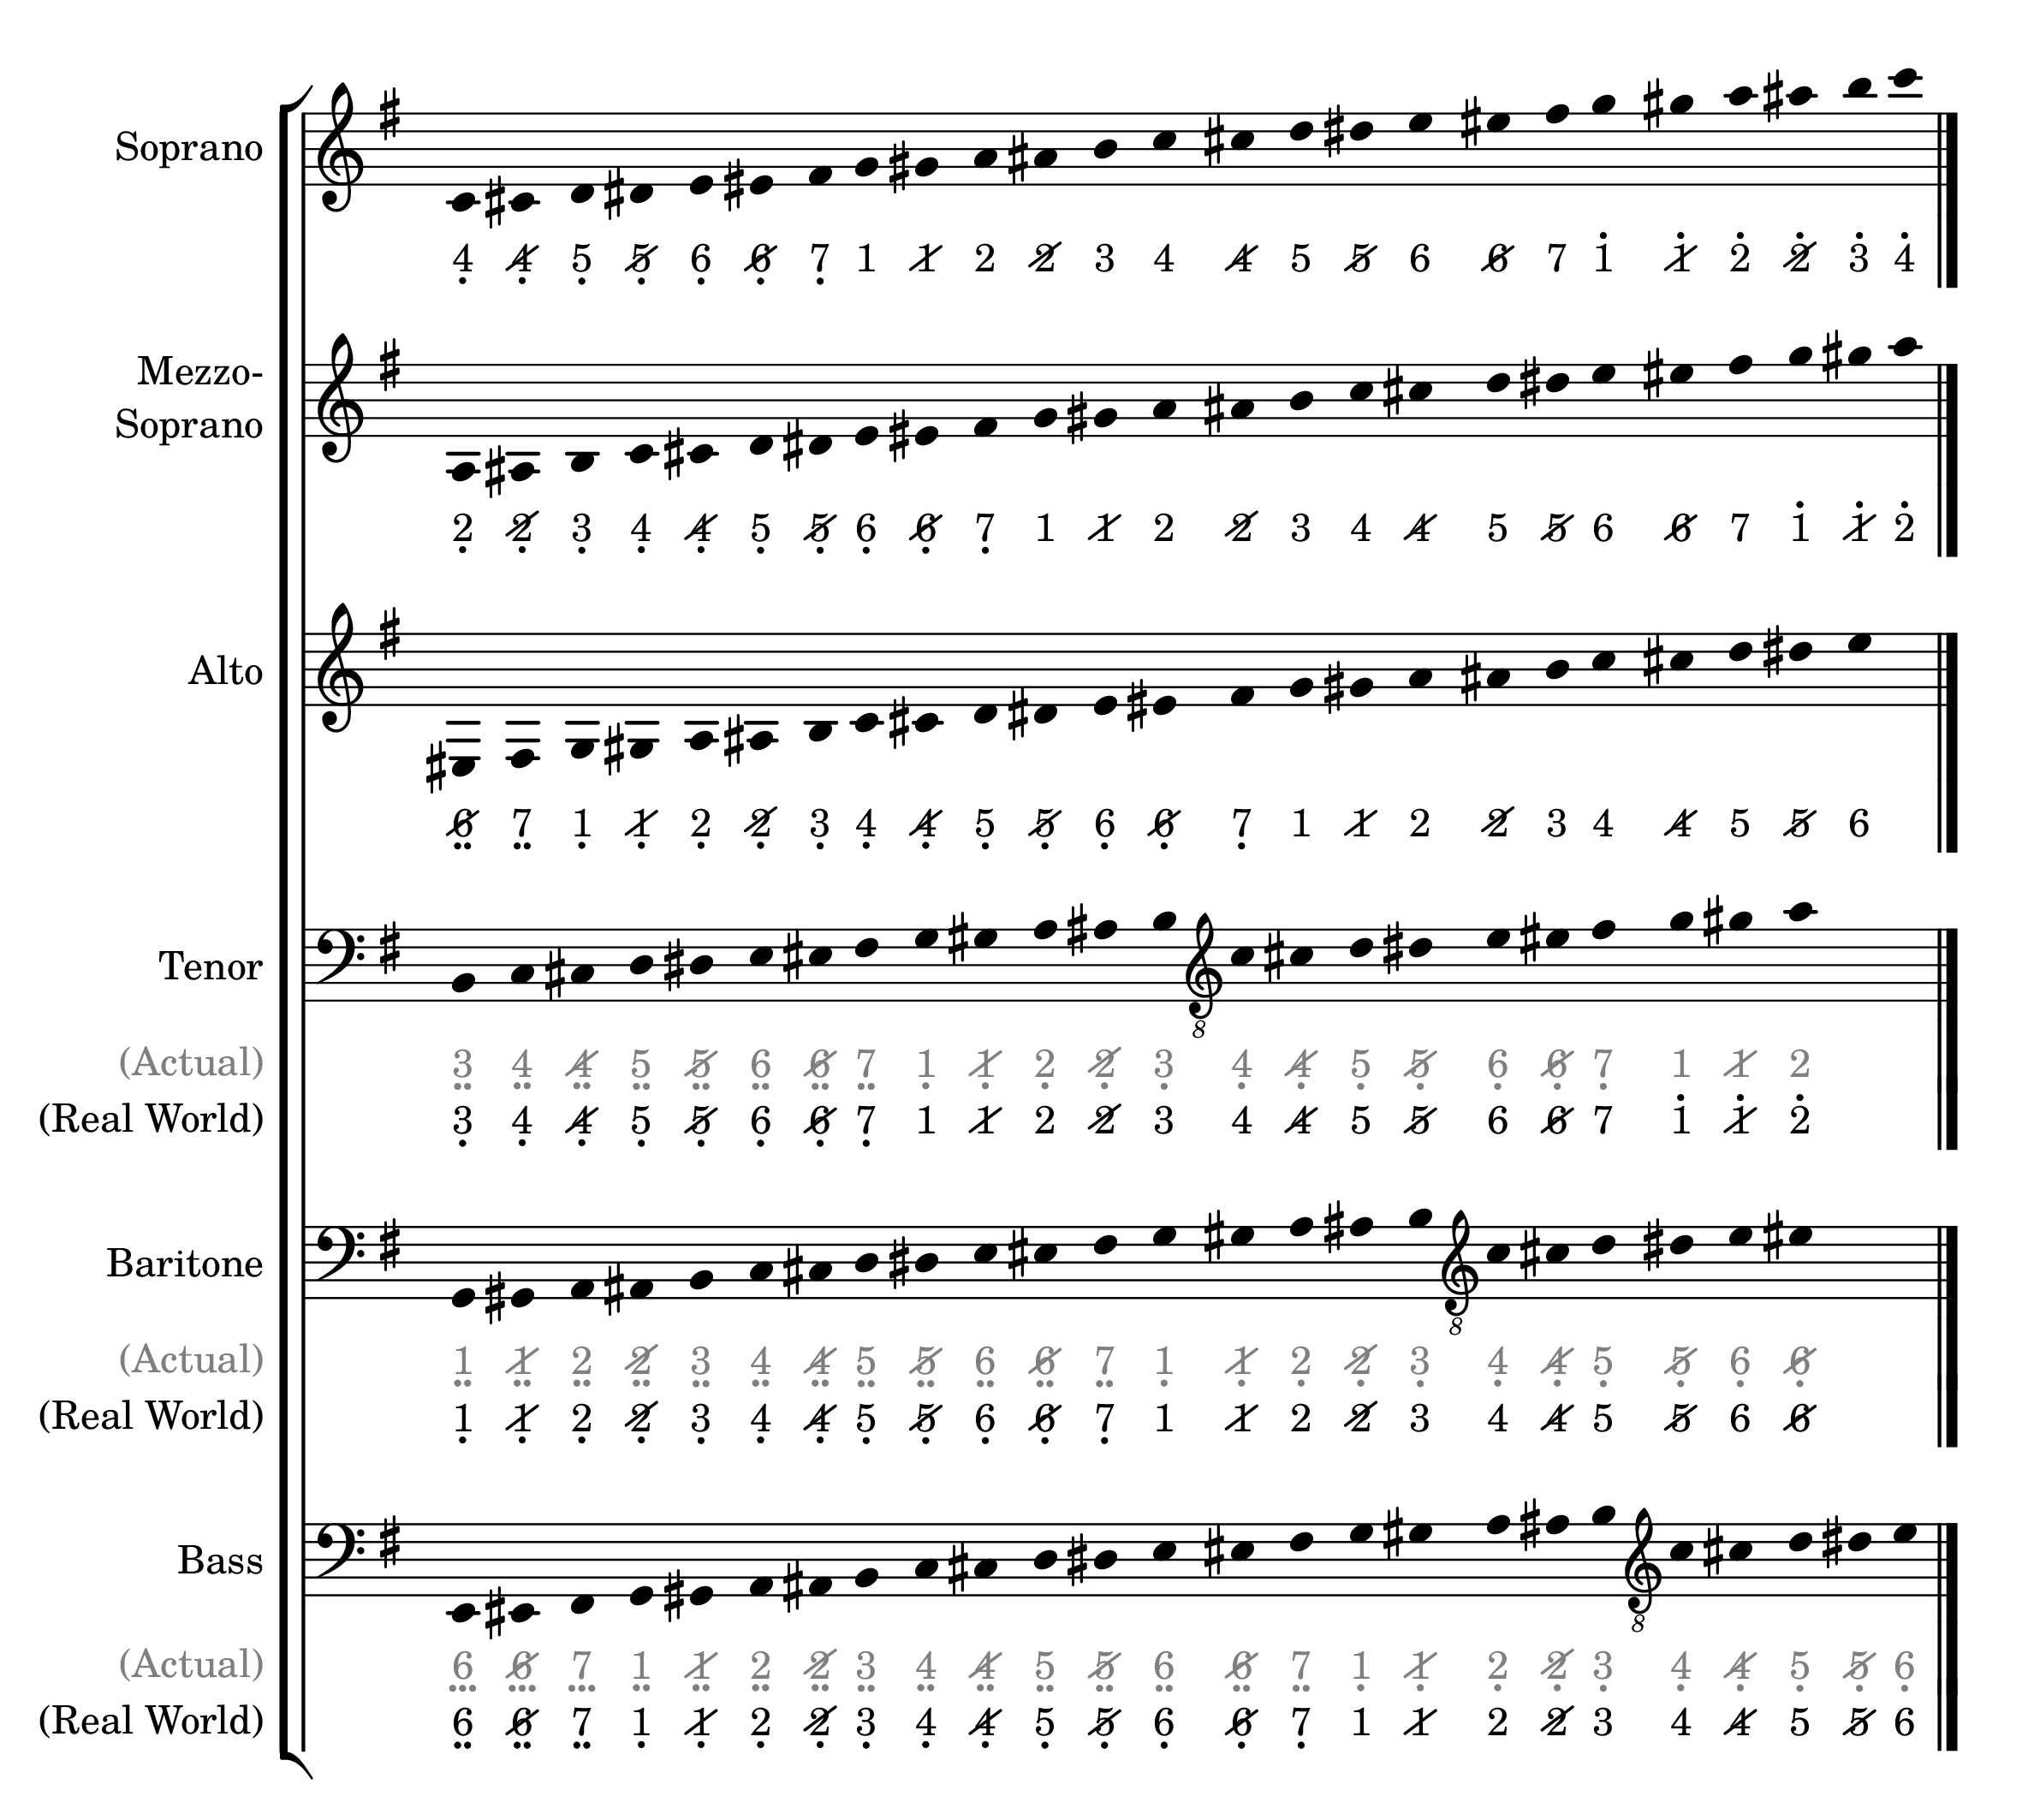 Soprano
4 4 5 5 6 6 7 1 1 2 2 3 4 4 5 5 6 6 7 1 1 2 2 3 4
Mezzo-
Soprano
2 2 3 4 4 5 5 6 6 7 1 1 2 2 3 4 4 5 5 6 6 7 1 1 2
Alto
6 7 1 1 2 2 3 4 4 5 5 6 6 7 1 1 2 2 3 4 4 5 5 6
Tenor
8
(Actual) 3 4 4 5 5 6 6 7 1 1 2 2 3 4 4 5 5 6 6 7 1 1 2
(Real World) 3 4 4 5 5 6 6 7 1 1 2 2 3 4 4 5 5 6 6 7 1 1 2
Baritone
8
(Actual) 1 1 2 2 3 4 4 5 5 6 6 7 1 1 2 2 3 4 4 5 5 6 6
(Real World) 1 1 2 2 3 4 4 5 5 6 6 7 1 1 2 2 3 4 4 5 5 6 6
Bass
8
(Actual) 6 6 7 1 1 2 2 3 4 4 5 5 6 6 7 1 1 2 2 3 4 4 5 5 6
(Real World) 6 6 7 1 1 2 2 3 4 4 5 5 6 6 7 1 1 2 2 3 4 4 5 5 6